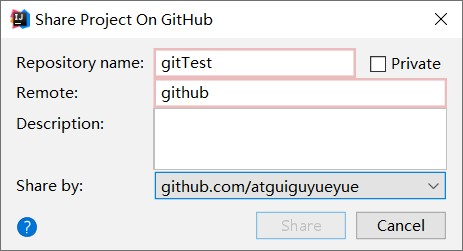 Share Project On GitHub
Repository name: gitTest Private
Remote: github
Description:
Share by: github.com/atguiguyueyue
? Share Cancel